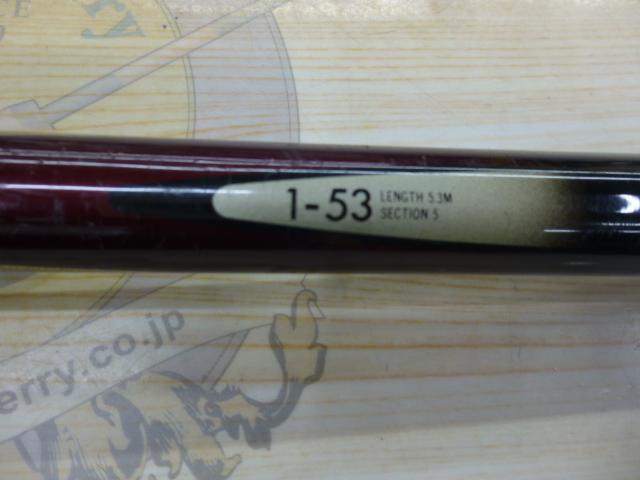 1-53
LENGTH 5.3M
SECTION 5
erry.co.jp